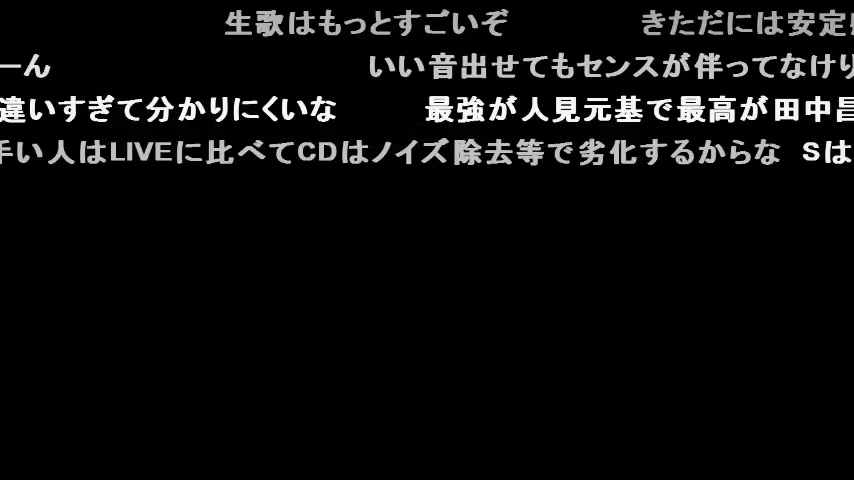 生歌はもっとすごいぞ きただには安定
ーん いい音出せてもセンスが伴ってなけり
違いすぎて分かりにくいな 最強が人見元基で最高が田中昌
手い人はLIVEに比べてCDはノイズ除去等で劣化するからな Sは